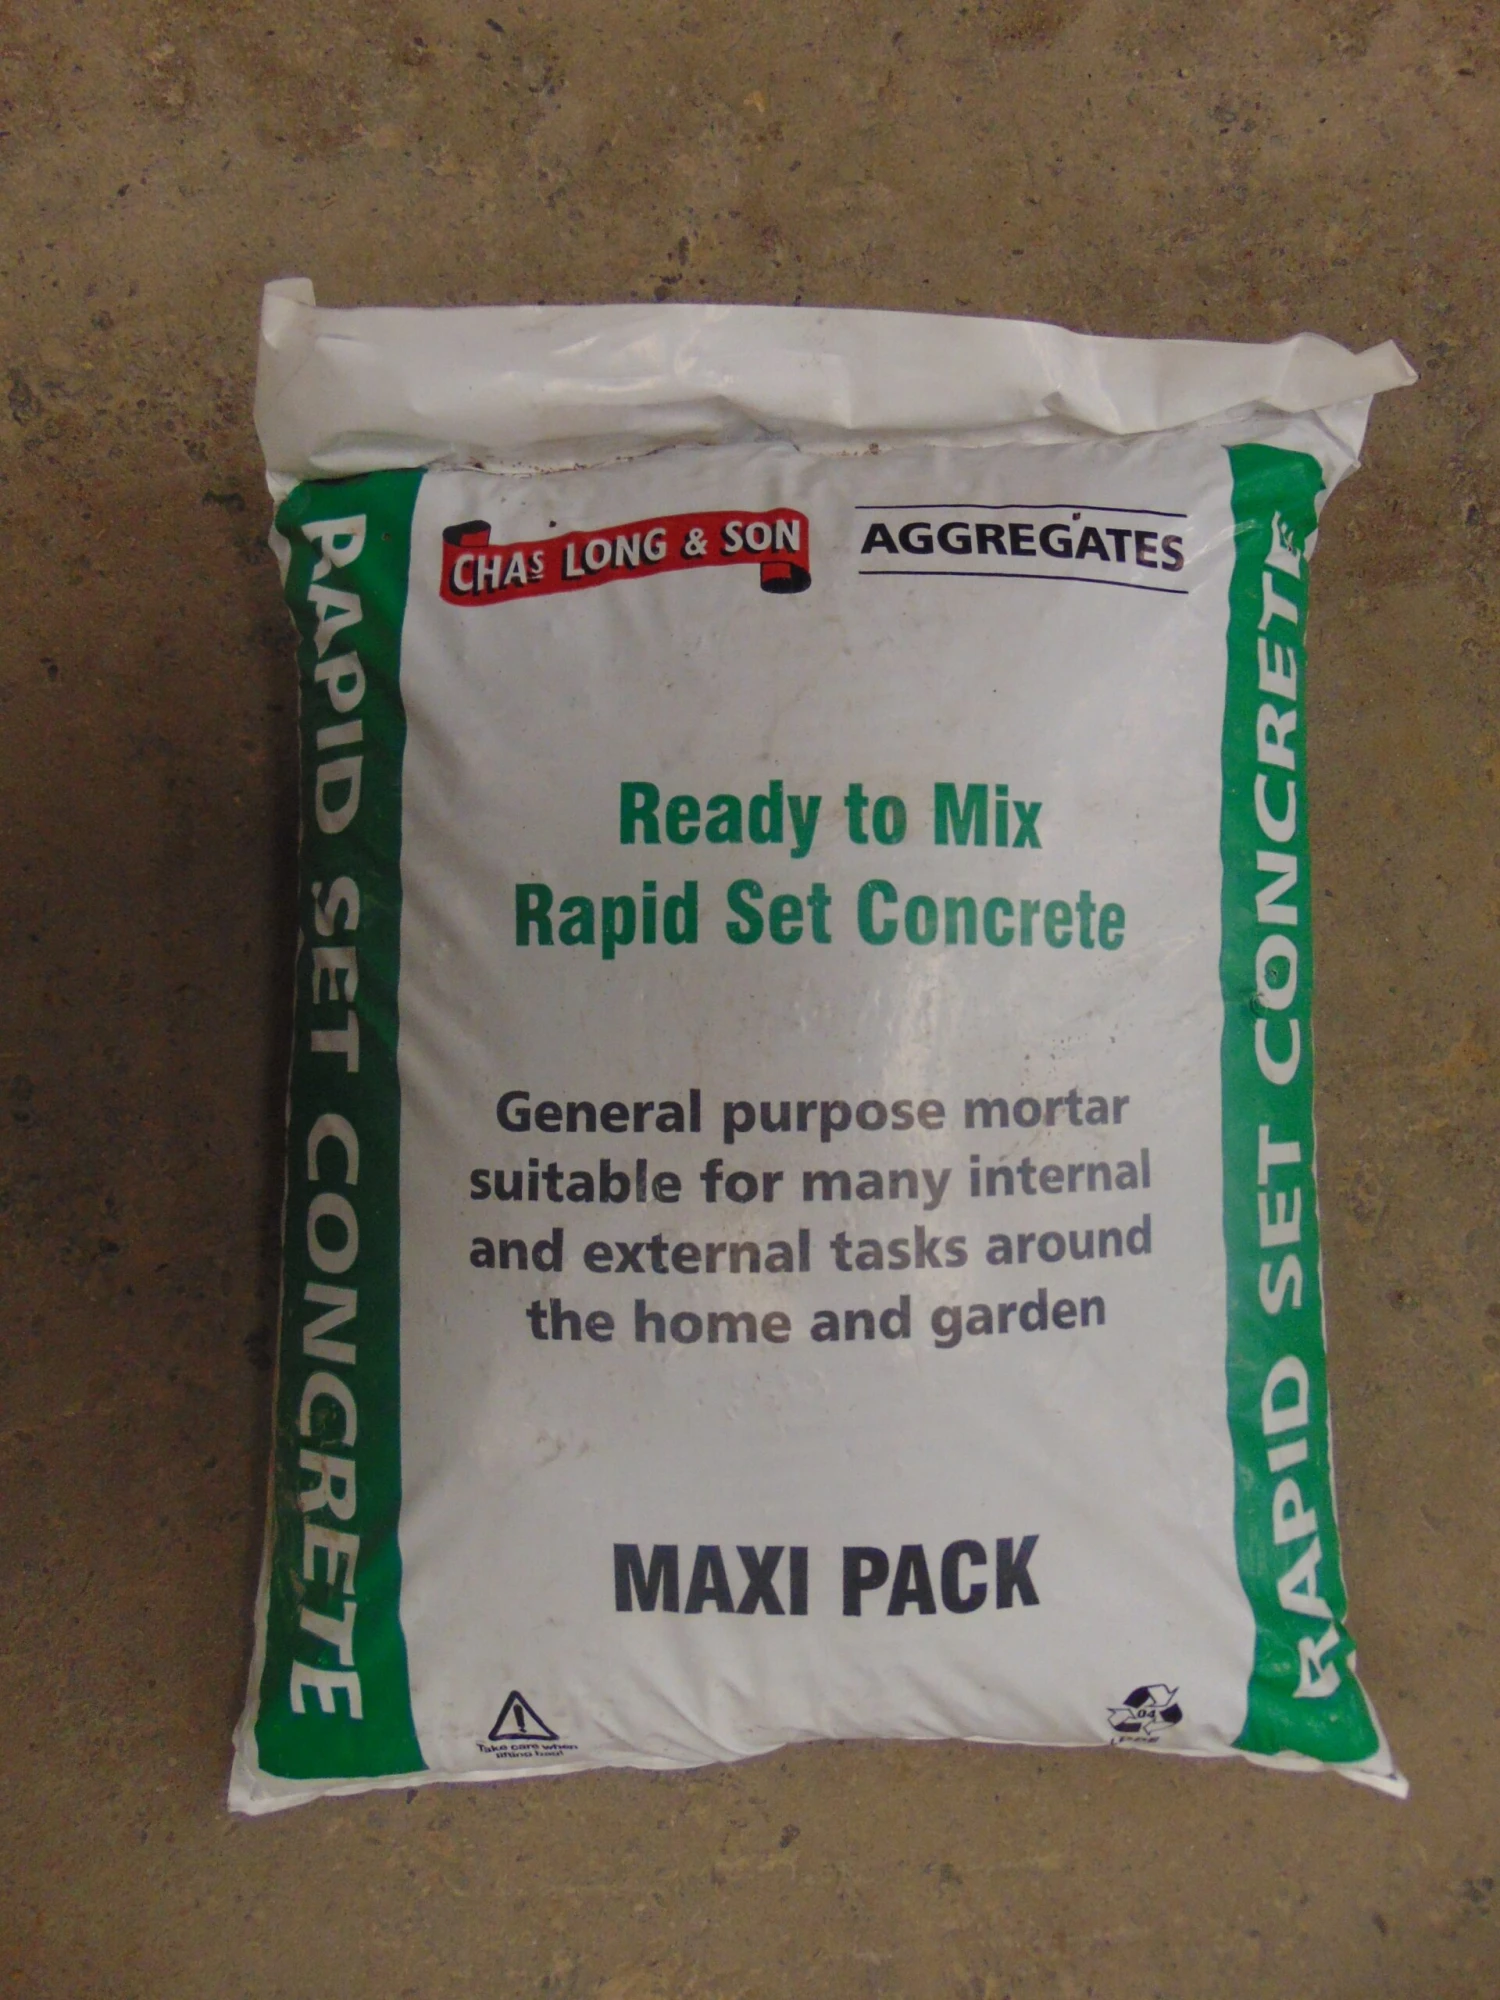 CHAs LONG & SON
AGGREGATES
RAPID SET CONCRETE
Ready to Mix
Rapid Set Concrete
General purpose mortar
suitable for many internal
and external tasks around
the home and garden
MAXI PACK
Take care when
lifting bag!
04
RAPID SET CONCRETE